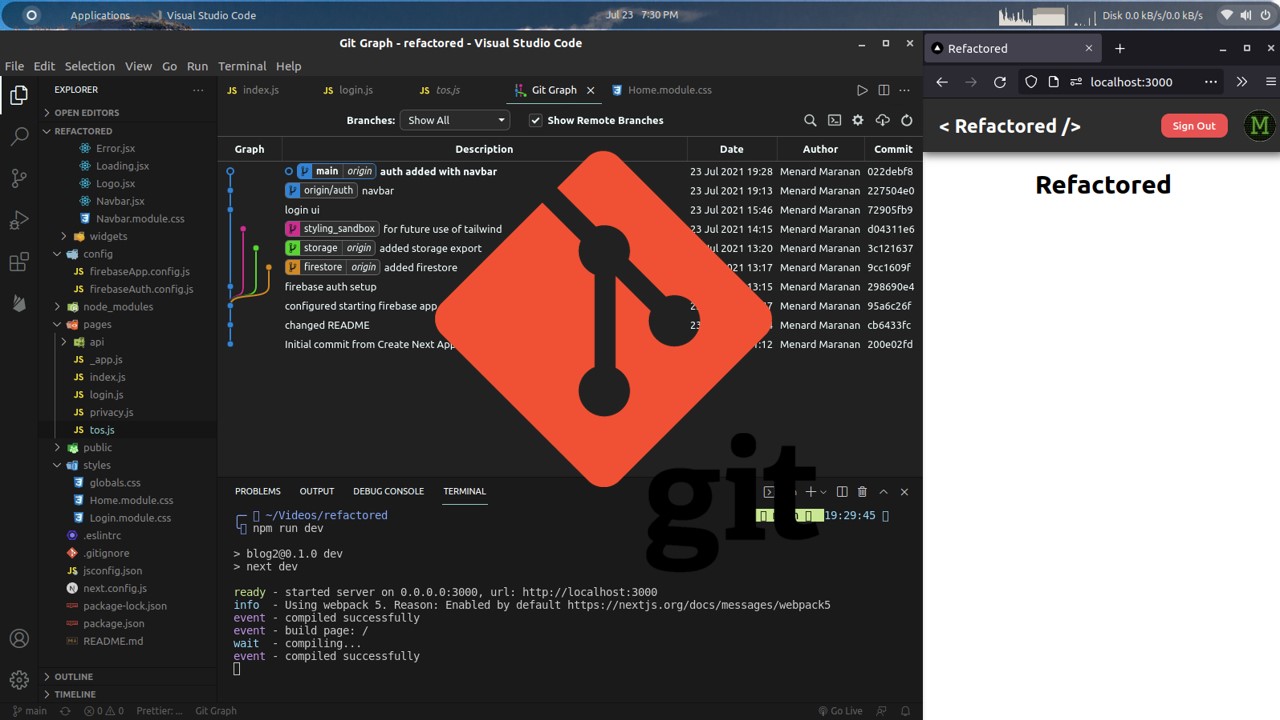 Applications Visual Studio Code Jul 23 7:30 PM Disk 0.0 kB/s/0.0 kB/s
Git Graph - refactored - Visual Studio Code
File Edit Selection View Go Run Terminal Help
EXPLORER
OPEN EDITORS
REFACTORED
Error.jsx
Loading.jsx
Logo.jsx
Navbar.jsx
Navbar.module.css
widgets
config
firebaseApp.config.js
firebaseAuth.config.js
node_modules
pages
api
_app.js
index.js
login.js
privacy.js
tos.js
public
styles
globals.css
Home.module.css
Login.module.css
.eslintrc
.gitignore
jsconfig.json
next.config.js
package-lock.json
package.json
README.md
OUTLINE
TIMELINE
index.js login.js tos.js Git Graph Home.module.css
Branches: Show All Show Remote Branches
Graph Description Date Author Commit
main origin auth added with navbar 23 Jul 2021 19:28 Menard Maranan 022debf8
origin/auth navbar 23 Jul 2021 19:13 Menard Maranan 227504e0
login ui 23 Jul 2021 15:46 Menard Maranan 72905fb9
styling_sandbox for future use of tailwind 23 Jul 2021 14:15 Menard Maranan d04311e6
storage origin added storage export 2021 13:20 Menard Maranan 3c121637
firestore origin added firestore 13:17 Menard Maranan 9cc1609f
firebase auth setup 13:15 Menard Maranan 298690e4
configured starting firebase app Menard Maranan 95a6c26f
changed README 23 Menard Maranan cb6433fc
Initial commit from Create Next App Menard Maranan 200e02fd
git
PROBLEMS OUTPUT DEBUG CONSOLE TERMINAL
~/Videos/refactored 19:29:45
npm run dev
> blog2@0.1.0 dev
> next dev
ready - started server on 0.0.0.0:3000, url: http://localhost:3000
info - Using webpack 5. Reason: Enabled by default https://nextjs.org/docs/messages/webpack5
event - compiled successfully
event - build page: /
wait - compiling...
event - compiled successfully
main 0 0 Prettier: ... Git Graph Go Live
Refactored
localhost:3000
< Refactored /> Sign Out M
Refactored